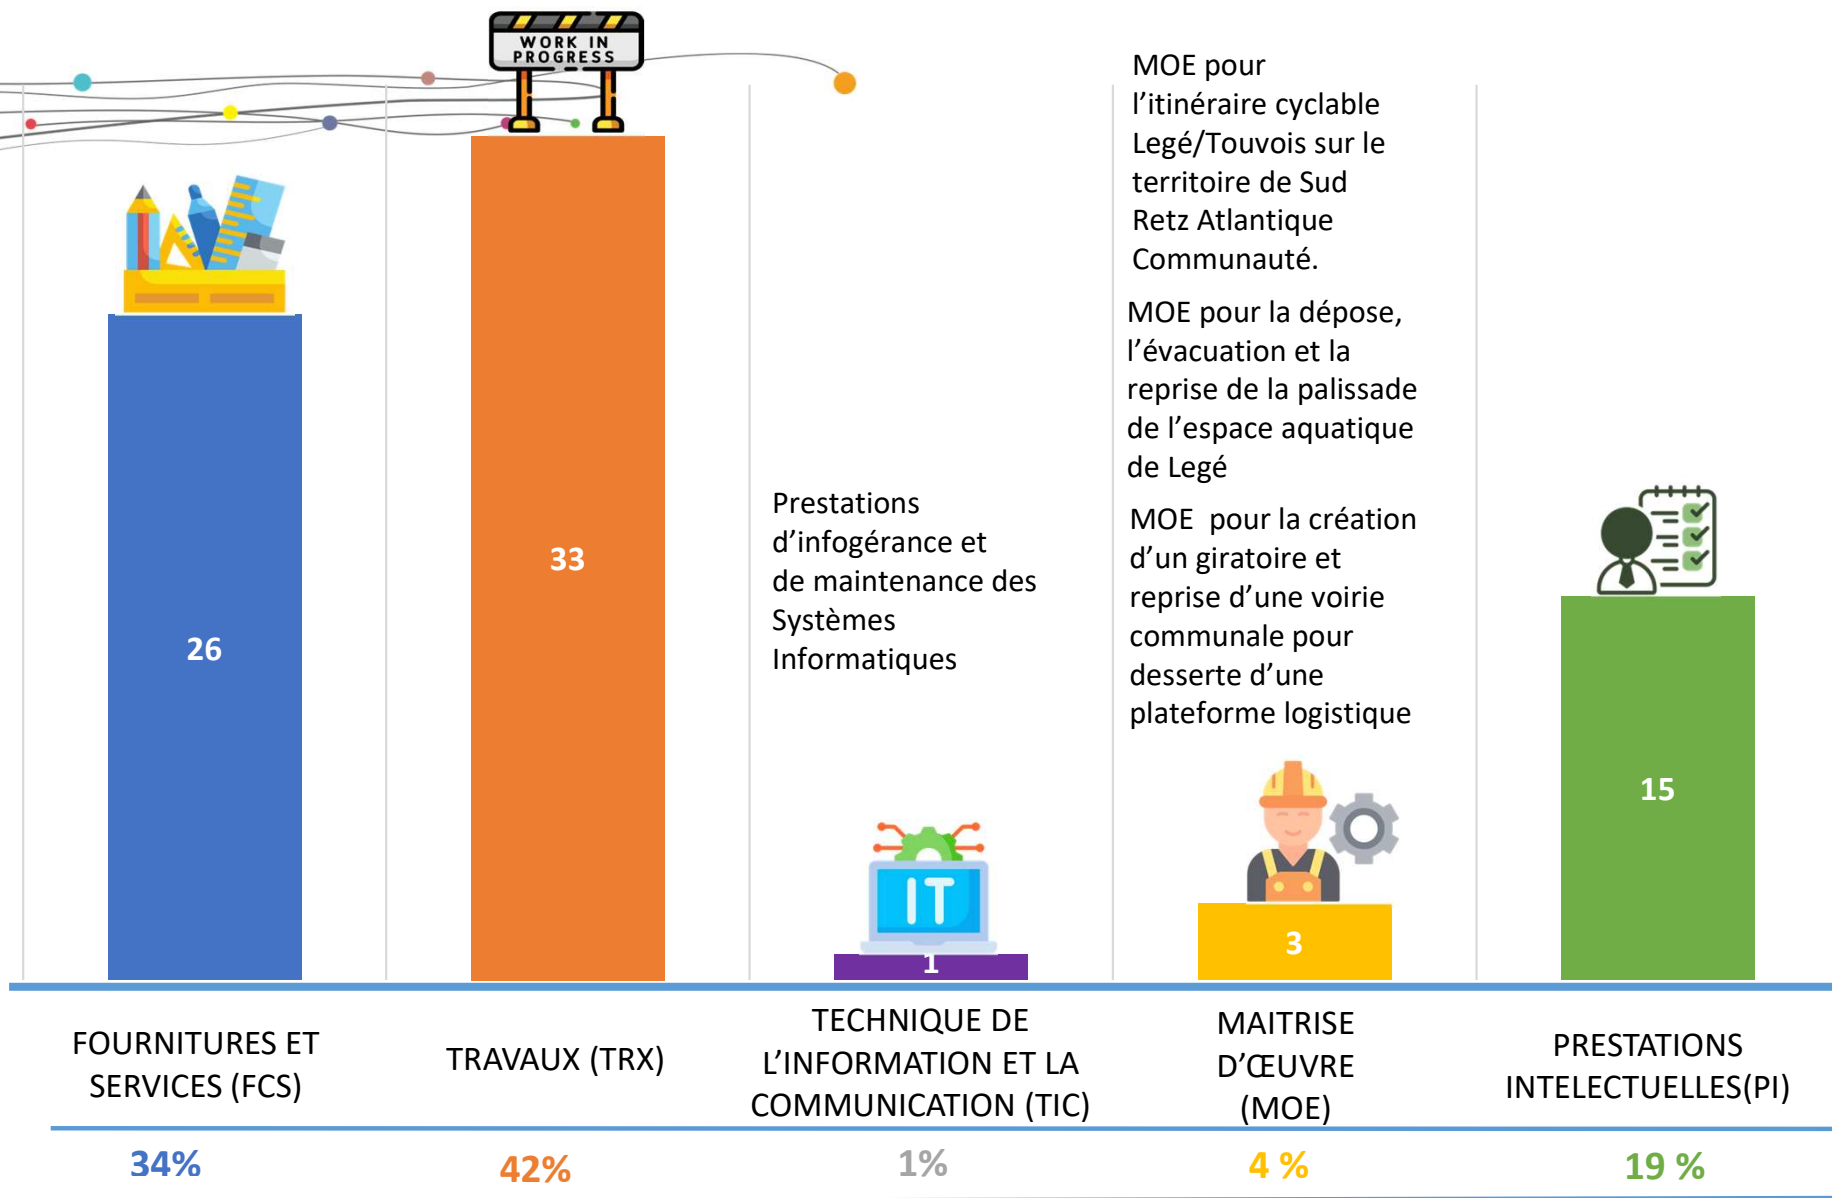 WORK IN
PROGRESS
MOE pour
l'itinéraire cyclable
Legé/Touvois sur le
territoire de Sud
Retz Atlantique
Communauté.
MOE pour la dépose,
l'évacuation et la
reprise de la palissade
de l'espace aquatique
de Legé
MOE  pour la création
d'un giratoire et
reprise d'une voirie
communale pour
desserte d'une
plateforme logistique
Prestations
d'infogérance et
de maintenance des
Systèmes
Informatiques
26
33
IT
1
3
15
FOURNITURES ET
SERVICES (FCS)
TRAVAUX (TRX)
TECHNIQUE DE
L'INFORMATION ET LA
COMMUNICATION (TIC)
MAITRISE
D'ŒUVRE
(MOE)
PRESTATIONS
INTELECTUELLES(PI)
34%
42%
1%
4 %
19 %